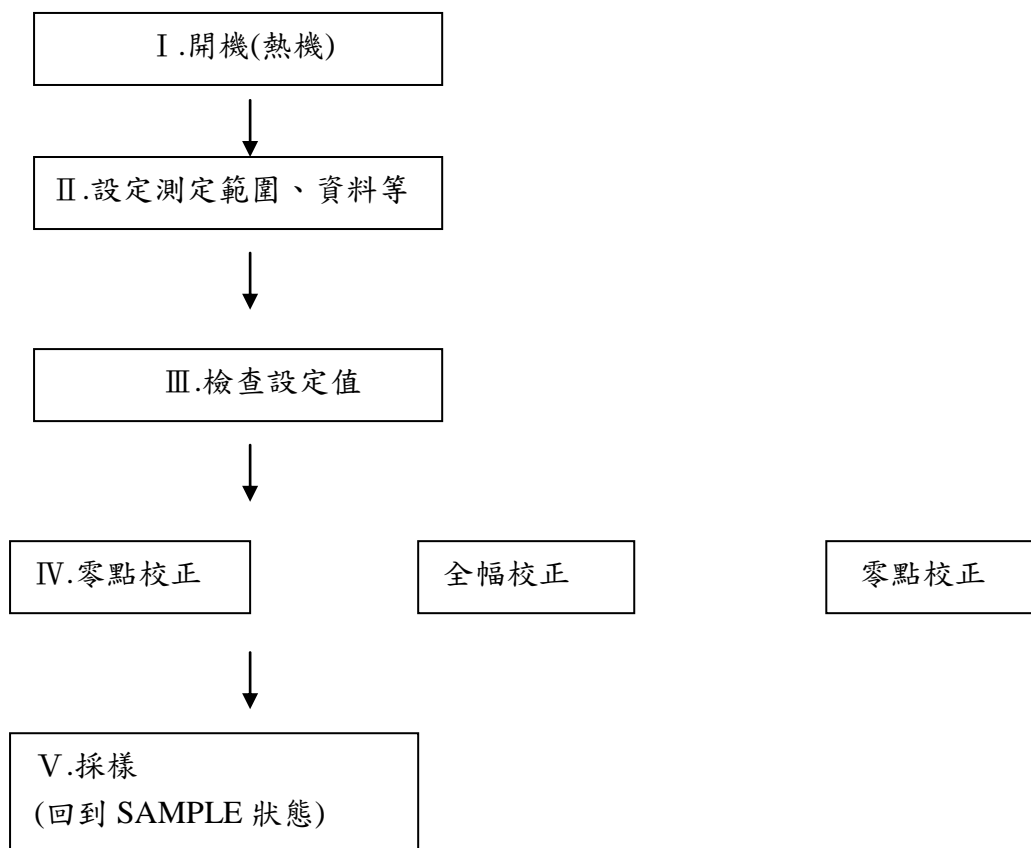 Ⅰ.開機(熱機)
Ⅱ.設定測定範圍、資料等
Ⅲ.檢查設定值
Ⅳ.零點校正
全幅校正
零點校正
Ⅴ.採樣
(回到 SAMPLE 狀態)